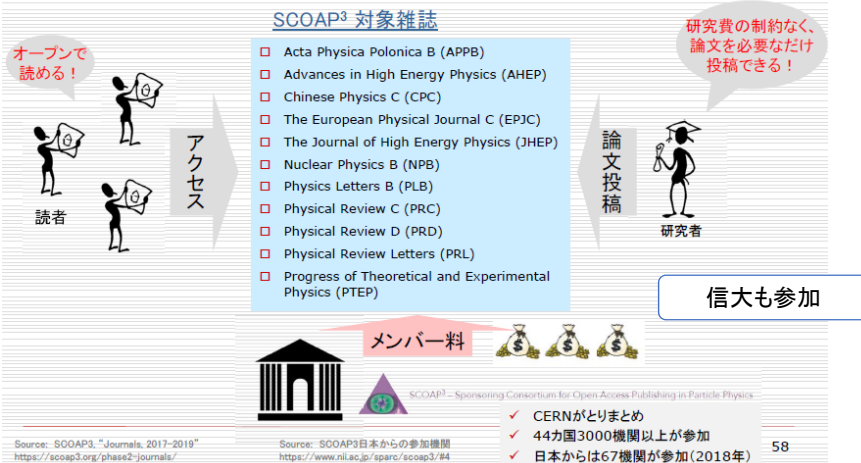 SCOAP³ 対象雑誌
オープンで
読める！
研究費の制約なく、
論文を必要なだけ
投稿できる！
□ Acta Physica Polonica B (APPB)
□ Advances in High Energy Physics (AHEP)
□ Chinese Physics C (CPC)
□ The European Physical Journal C (EPJC)
□ The Journal of High Energy Physics (JHEP)
□ Nuclear Physics B (NPB)
□ Physics Letters B (PLB)
□ Physical Review C (PRC)
□ Physical Review D (PRD)
□ Physical Review Letters (PRL)
□ Progress of Theoretical and Experimental
Physics (PTEP)
アクセス
論文投稿
読者
研究者
信大も参加
メンバー料
$ $ $
SCOAP³ – Sponsoring Consortium for Open Access Publishing in Particle Physics
✓ CERNがとりまとめ
✓ 44カ国3000機関以上が参加
✓ 日本からは67機関が参加(2018年)
Source: SCOAP3, "Journals, 2017-2019"
https://scoap3.org/phase2-journals/
Source: SCOAP3日本からの参加機関
https://www.nii.ac.jp/sparc/scoap3/#4
58